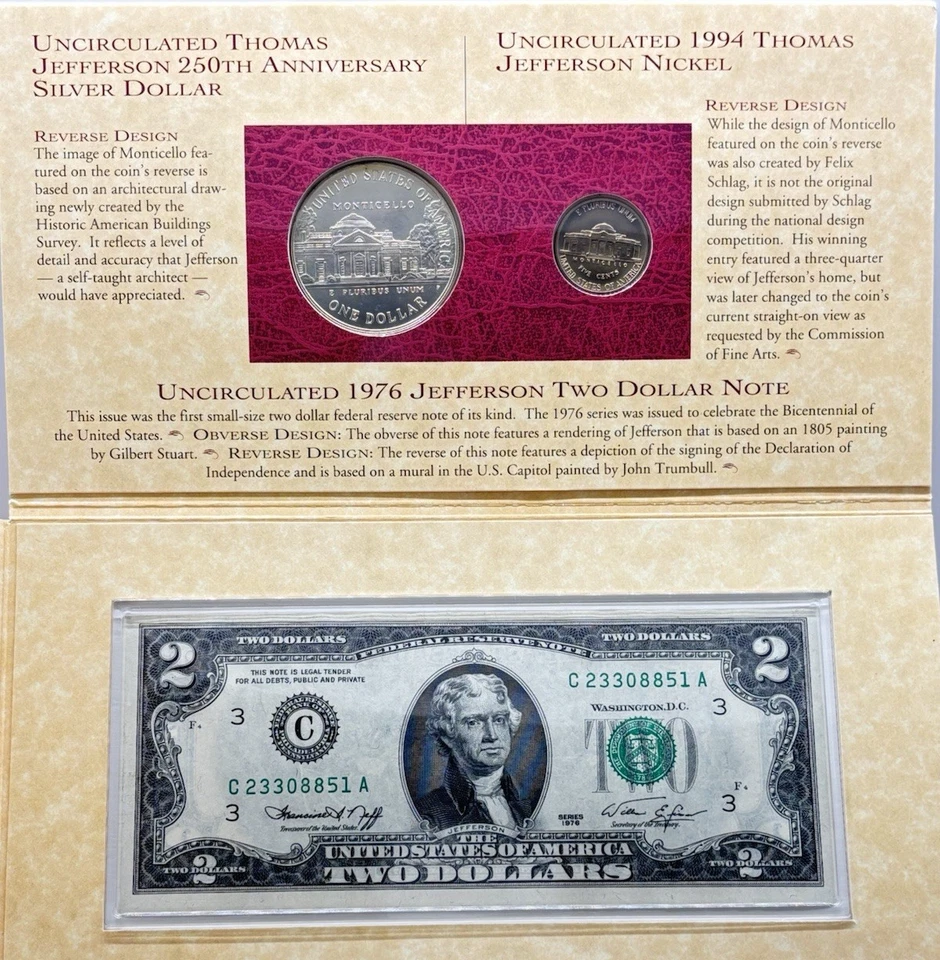 UNCIRCULATED THOMAS
JEFFERSON 250TH ANNIVERSARY
SILVER DOLLAR
REVERSE DESIGN
The image of Monticello fea-
tured on the coin's reverse is
based on an architectural draw-
ing newly created by the
Historic American Buildings
Survey. It reflects a level of
detail and accuracy that Jefferson
— a self-taught architect —
would have appreciated.
UNITED STATES OF AMERICA
MONTICELLO
E PLURIBUS UNUM
P
ONE DOLLAR
UNCIRCULATED 1994 THOMAS
JEFFERSON NICKEL
E PLURIBUS UNUM
MONTICELLO
FIVE CENTS
UNITED STATES OF AMERICA
REVERSE DESIGN
While the design of Monticello
featured on the coin's reverse
was also created by Felix
Schlag, it is not the original
design submitted by Schlag
during the national design
competition. His winning
entry featured a three-quarter
view of Jefferson's home, but
was later changed to the coin's
current straight-on view as
requested by the Commission
of Fine Arts.
UNCIRCULATED 1976 JEFFERSON TWO DOLLAR NOTE
This issue was the first small-size two dollar federal reserve note of its kind. The 1976 series was issued to celebrate the Bicentennial of
the United States. OBVERSE DESIGN: The obverse of this note features a rendering of Jefferson that is based on an 1805 painting
by Gilbert Stuart. REVERSE DESIGN: The reverse of this note features a depiction of the signing of the Declaration of
Independence and is based on a mural in the U.S. Capitol painted by John Trumbull.
2 TWO DOLLARS FEDERAL RESERVE NOTE TWO DOLLARS 2
THIS NOTE IS LEGAL TENDER
FOR ALL DEBTS, PUBLIC AND PRIVATE
C 23308851 A
WASHINGTON, D.C.
F4 3 C 3
TWO
C 23308851 A
3 F4 3
Treasurer of the United States.
SERIES
1976
Secretary of the Treasury.
JEFFERSON
THE
UNITED STATES OF AMERICA
TWO DOLLARS 2 TWO DOLLARS TWO DOLLARS 2